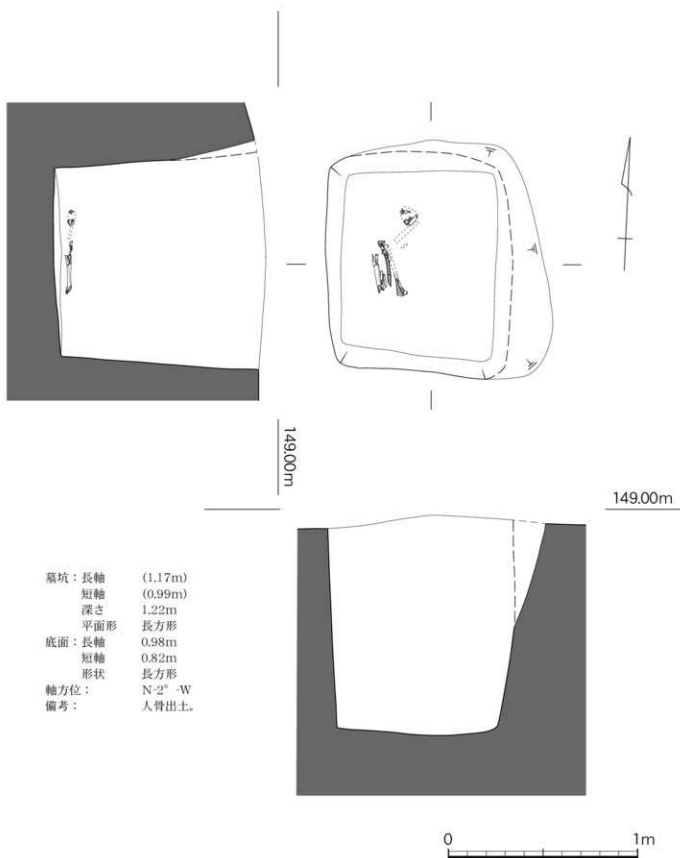 149.00m
149.00m
墓坑：長軸 (1.17m)
短軸 (0.99m)
深さ 1.22m
平面形 長方形
底面：長軸 0.98m
短軸 0.82m
形状 長方形
軸方位： N-2°-W
備考： 人骨出土。
0 1m